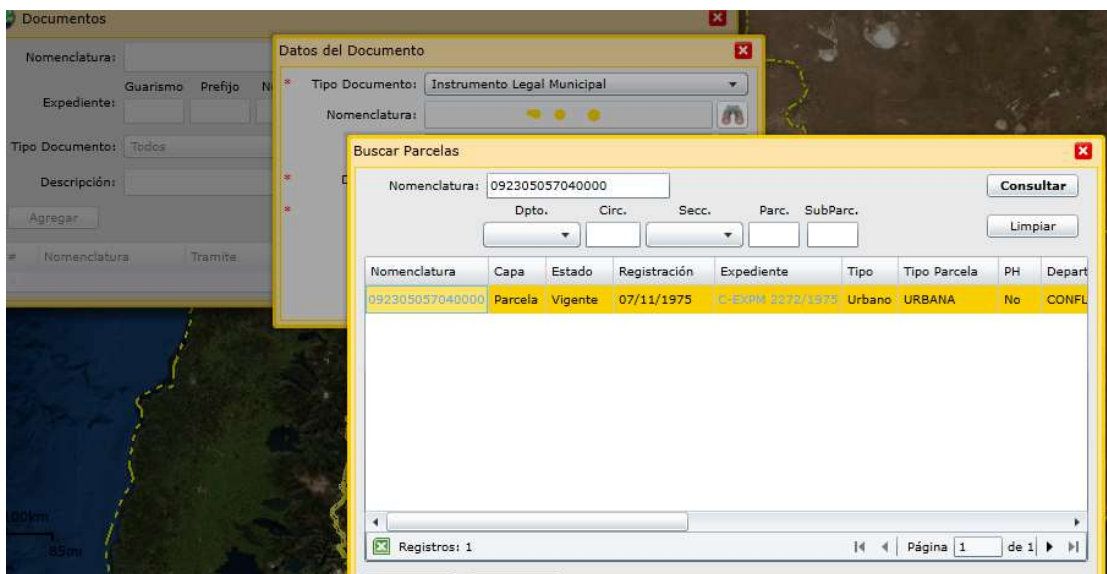 Documentos
Nomenclatura:
Guarismo Prefijo
Expediente:
Tipo Documento: Todos
Descripción:
Agregar
# Nomenclatura Tramite
Datos del Documento
* Tipo Documento: Instrumento Legal Municipal
Nomenclatura:
*
*
Buscar Parcelas
Nomenclatura: 092305057040000 Consultar
Dpto. Circ. Secc. Parc. SubParc.
Limpiar
Nomenclatura Capa Estado Registración Expediente Tipo Tipo Parcela PH Depart
092305057040000 Parcela Vigente 07/11/1975 C-EXPM 2272/1975 Urbano URBANA No CONFL
Registros: 1 Página 1 de 1
100km
85mi